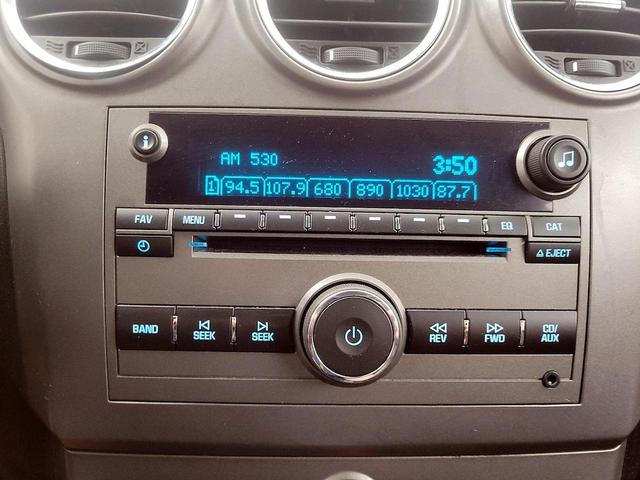 i
AM 530 3:50
1 94.5 107.9 680 890 1030 87.7
FAV MENU EQ CAT
EJECT
BAND SEEK SEEK REV FWD CD/
AUX